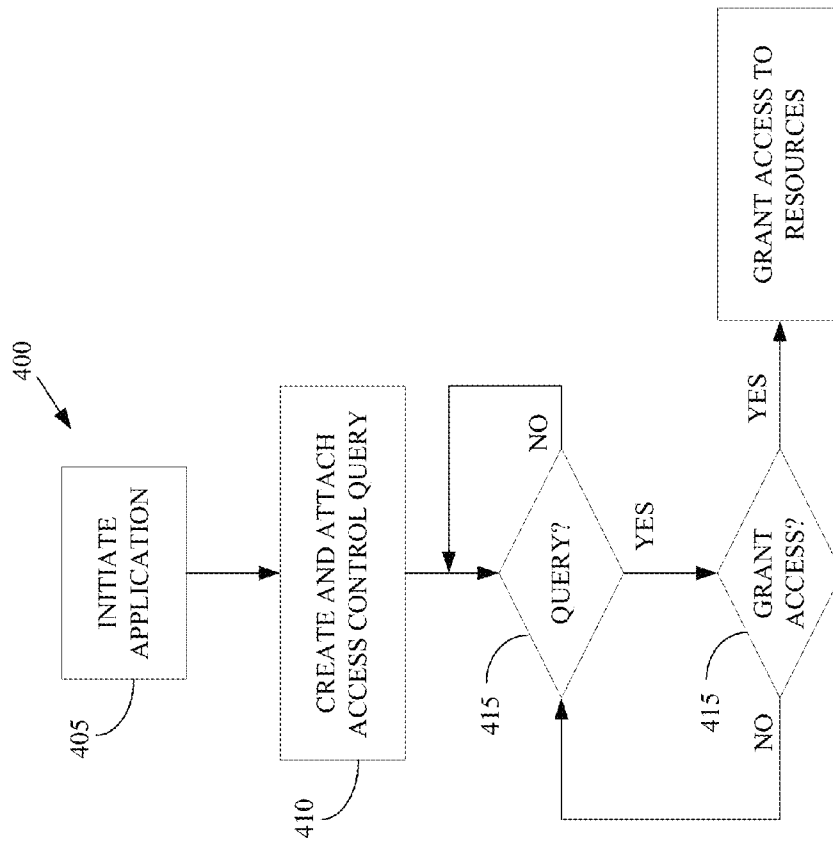 400
INITIATE
APPLICATION
405
CREATE AND ATTACH
ACCESS CONTROL QUERY
410
NO
QUERY?
415
YES
GRANT
ACCESS?
415
NO
YES
GRANT ACCESS TO
RESOURCES